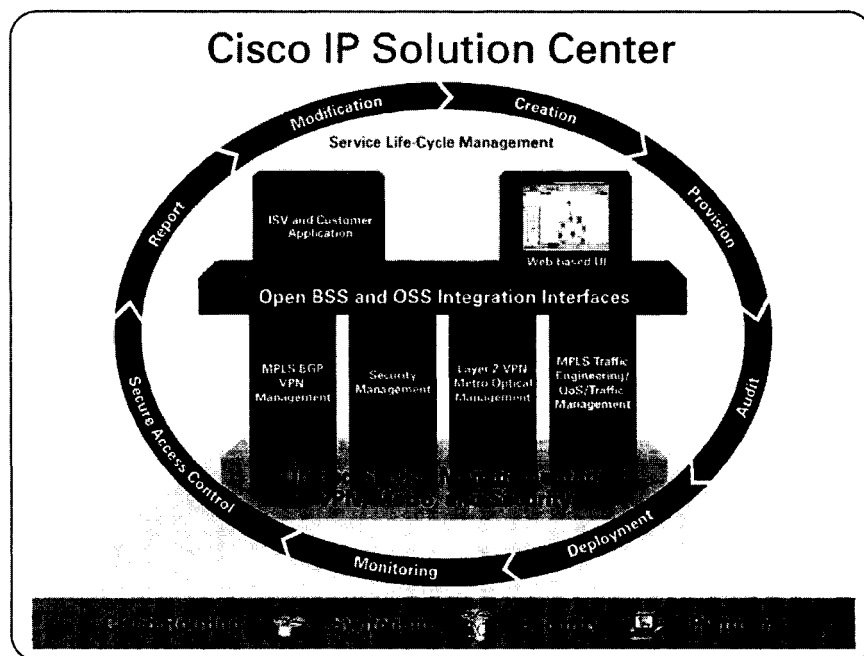 Cisco IP Solution Center
Modification
Creation
Service Life-Cycle Management
Report
Provision
ISV and Customer
Application
Web based UI
Open BSS and OSS Integration Interfaces
MPLS BGP
VPN
Management
Security
Management
Layer 2 VPN
Metro Optical
Management
MPLS Traffic
Engineering/
QoS/Traffic
Management
Secure Access Control
Audit
Monitoring
Deployment